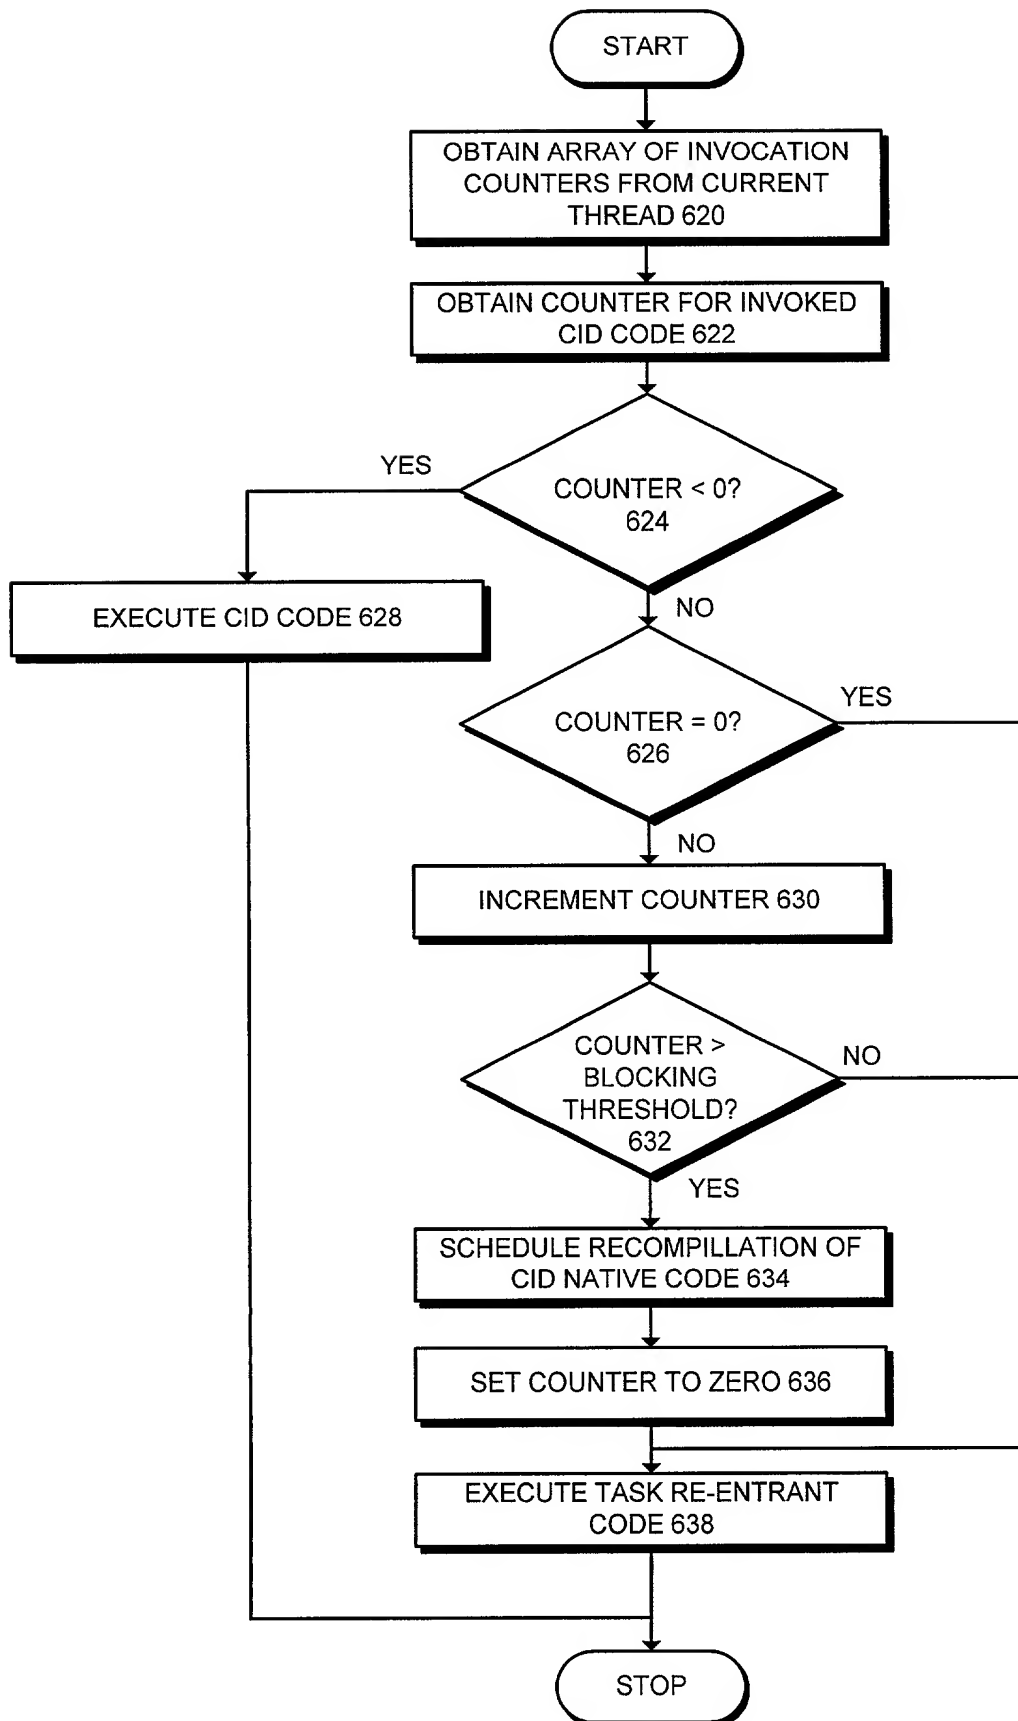 START
OBTAIN ARRAY OF INVOCATION
COUNTERS FROM CURRENT
THREAD 620
OBTAIN COUNTER FOR INVOKED
CID CODE 622
YES
COUNTER < 0?
624
EXECUTE CID CODE 628
NO
COUNTER = 0?
626
YES
NO
INCREMENT COUNTER 630
COUNTER >
BLOCKING
THRESHOLD?
632
NO
YES
SCHEDULE RECOMPILLATION OF
CID NATIVE CODE 634
SET COUNTER TO ZERO 636
EXECUTE TASK RE-ENTRANT
CODE 638
STOP